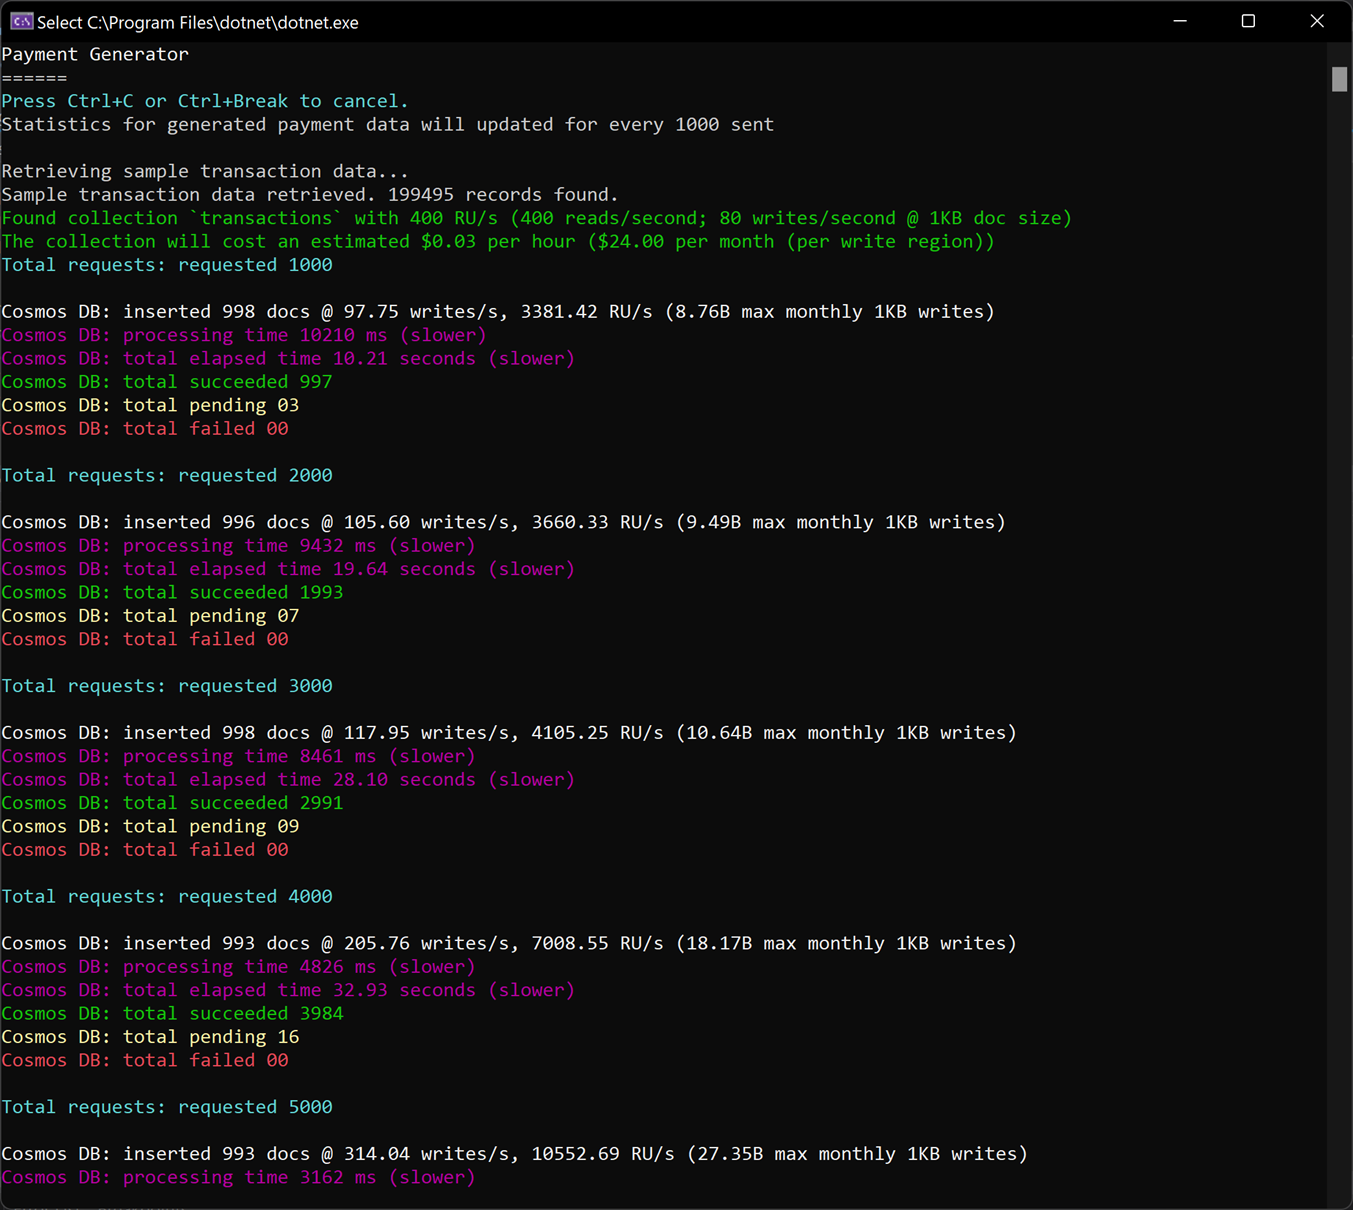 Select C:\Program Files\dotnet\dotnet.exe
Payment Generator
======
Press Ctrl+C or Ctrl+Break to cancel.
Statistics for generated payment data will updated for every 1000 sent
Retrieving sample transaction data...
Sample transaction data retrieved. 199495 records found.
Found collection `transactions` with 400 RU/s (400 reads/second; 80 writes/second @ 1KB doc size)
The collection will cost an estimated $0.03 per hour ($24.00 per month (per write region))
Total requests: requested 1000
Cosmos DB: inserted 998 docs @ 97.75 writes/s, 3381.42 RU/s (8.76B max monthly 1KB writes)
Cosmos DB: processing time 10210 ms (slower)
Cosmos DB: total elapsed time 10.21 seconds (slower)
Cosmos DB: total succeeded 997
Cosmos DB: total pending 03
Cosmos DB: total failed 00
Total requests: requested 2000
Cosmos DB: inserted 996 docs @ 105.60 writes/s, 3660.33 RU/s (9.49B max monthly 1KB writes)
Cosmos DB: processing time 9432 ms (slower)
Cosmos DB: total elapsed time 19.64 seconds (slower)
Cosmos DB: total succeeded 1993
Cosmos DB: total pending 07
Cosmos DB: total failed 00
Total requests: requested 3000
Cosmos DB: inserted 998 docs @ 117.95 writes/s, 4105.25 RU/s (10.64B max monthly 1KB writes)
Cosmos DB: processing time 8461 ms (slower)
Cosmos DB: total elapsed time 28.10 seconds (slower)
Cosmos DB: total succeeded 2991
Cosmos DB: total pending 09
Cosmos DB: total failed 00
Total requests: requested 4000
Cosmos DB: inserted 993 docs @ 205.76 writes/s, 7008.55 RU/s (18.17B max monthly 1KB writes)
Cosmos DB: processing time 4826 ms (slower)
Cosmos DB: total elapsed time 32.93 seconds (slower)
Cosmos DB: total succeeded 3984
Cosmos DB: total pending 16
Cosmos DB: total failed 00
Total requests: requested 5000
Cosmos DB: inserted 993 docs @ 314.04 writes/s, 10552.69 RU/s (27.35B max monthly 1KB writes)
Cosmos DB: processing time 3162 ms (slower)